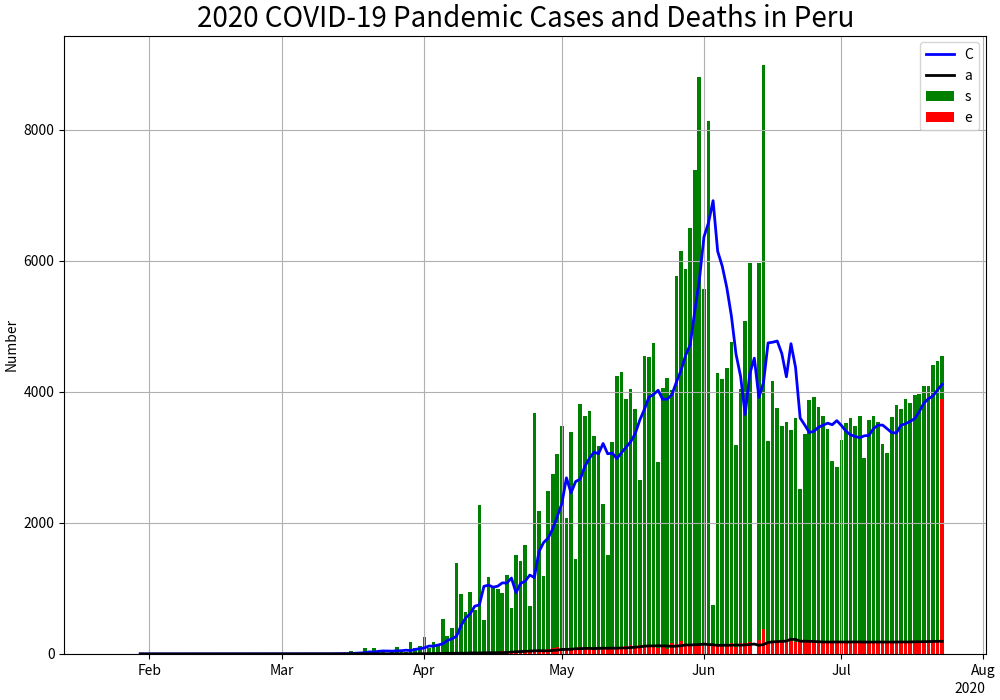 2020 COVID-19 Pandemic Cases and Deaths in Peru
C
a
s
e
8000
6000
4000
2000
0
Number
Feb
Mar
Apr
May
Jun
Jul
Aug
2020